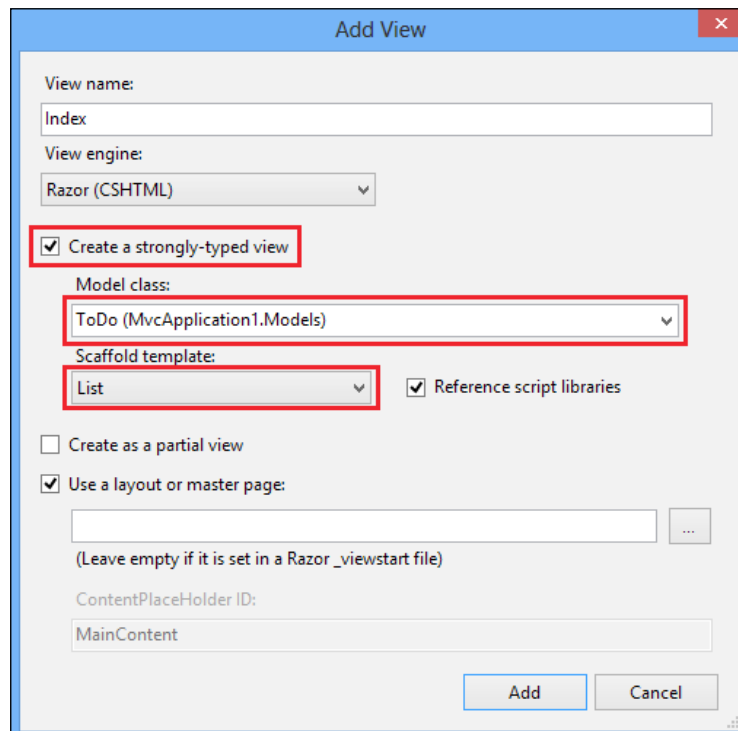 Add View
View name:
Index
View engine:
Razor (CSHTML)
Create a strongly-typed view
Model class:
ToDo (MvcApplication1.Models)
Scaffold template:
List
Reference script libraries
Create as a partial view
Use a layout or master page:
...
(Leave empty if it is set in a Razor _viewstart file)
ContentPlaceHolder ID:
MainContent
Add Cancel